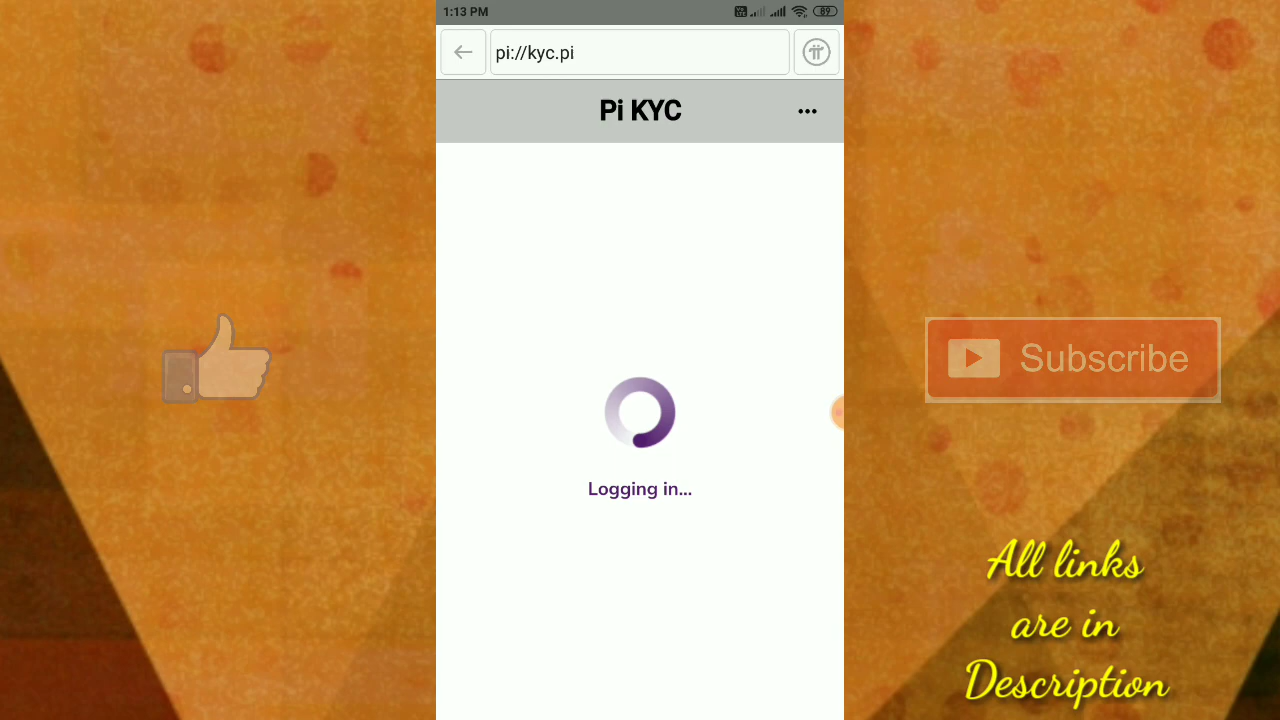 1:13 PM
89
pi://kyc.pi
Pi KYC
Logging in...
Subscribe
All links
are in
Description